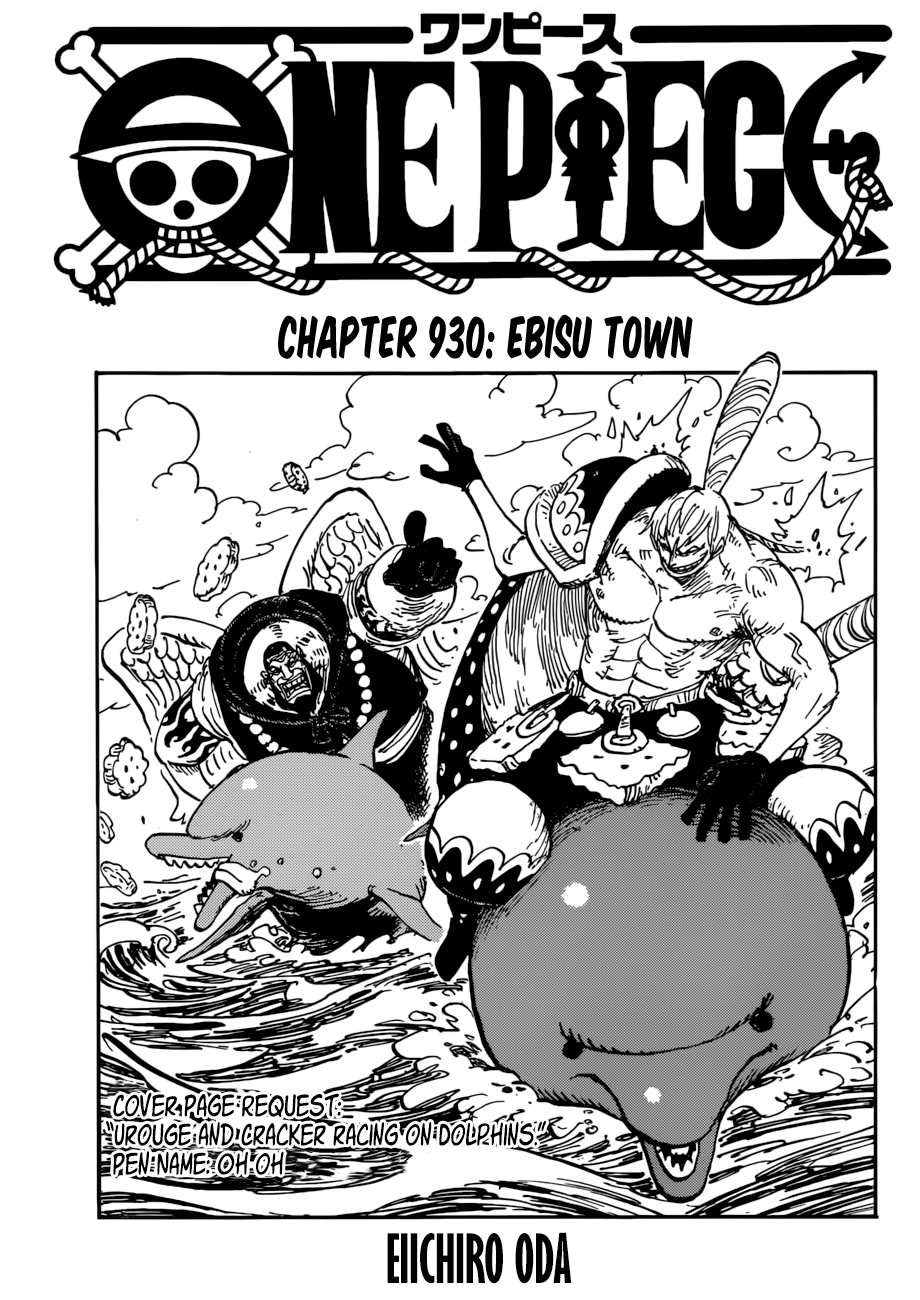 ワンピース
ONE PIECE
CHAPTER 930: EBISU TOWN
COVER PAGE REQUEST:
"UROUGE AND CRACKER RACING ON DOLPHINS."
PEN NAME: OH OH
EIICHIRO ODA